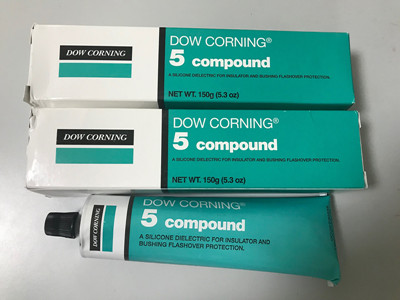 DOW CORNING
DOW CORNING®
5 compound
A SILICONE DIELECTRIC FOR INSULATOR AND BUSHING FLASHOVER PROTECTION.
NET WT. 150g (5.3 oz)
DOW CORNING
DOW CORNING®
5 compound
A SILICONE DIELECTRIC FOR INSULATOR AND BUSHING FLASHOVER PROTECTION.
NET WT. 150g (5.3 oz)
DOW CORNING
DOW CORNING®
5 compound
A SILICONE DIELECTRIC FOR INSULATOR AND
BUSHING FLASHOVER PROTECTION.